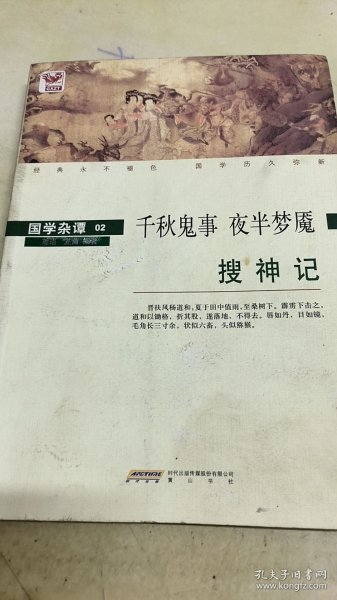 经典永不褪色 国学历久弥新
国学杂谭 02
千秋鬼事 夜半梦魇
搜神记
晋扶风杨道和,夏于田中值雨,至桑树下。霹雳下击之,
道和以锄格,折其股,遂落地,不得去。唇如丹,目如镜,
毛角长三寸余,状似六畜,头似猕猴。
时代出版传媒股份有限公司
黄山书社
孔夫子旧书网